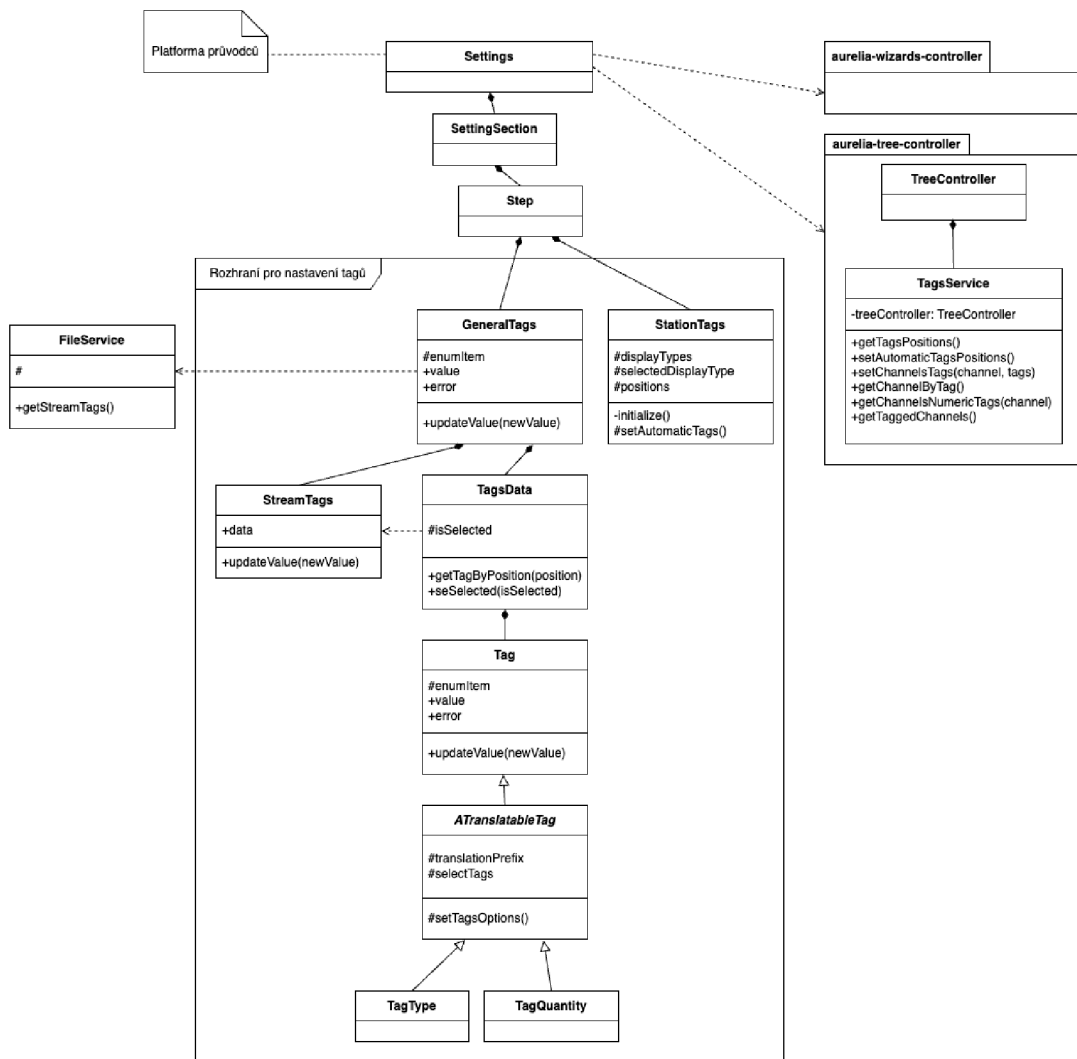 Platforma průvodců
Settings
aurelia-wizards-controller
SettingSection
aurelia-tree-controller
TreeController
Step
Rozhraní pro nastavení tagů
TagsService
-treeController: TreeController
+getTagsPositions()
+setAutomaticTagsPositions()
+setChannelsTags(channel, tags)
+getChannelByTag()
+getChannelsNumericTags(channel)
+getTaggedChannels()
FileService
#
+getStreamTags()
GeneralTags
#enumItem
+value
+error
+updateValue(newValue)
StationTags
#displayTypes
#selectedDisplayType
#positions
-initialize()
#setAutomaticTags()
StreamTags
+data
+updateValue(newValue)
TagsData
#isSelected
+getTagByPosition(position)
+seSelected(isSelected)
Tag
#enumItem
+value
+error
+updateValue(newValue)
ATranslatableTag
#translationPrefix
#selectTags
#setTagsOptions()
TagType
TagQuantity